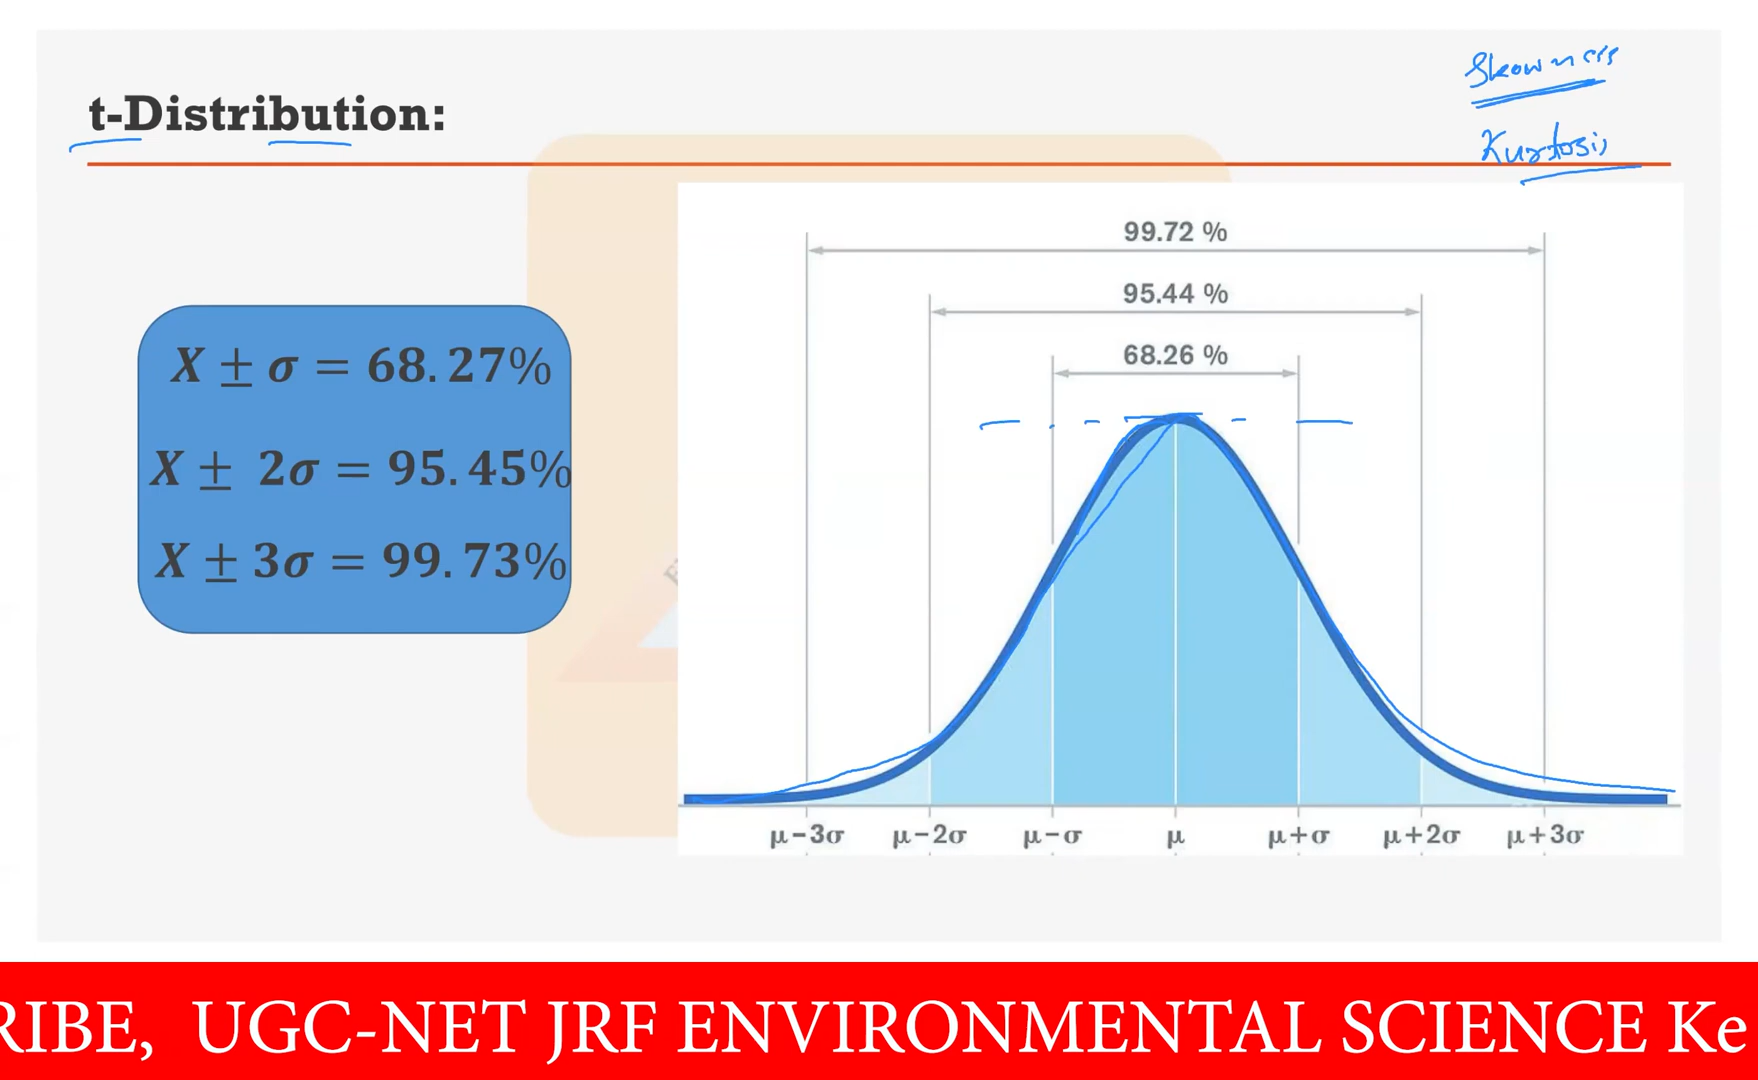 Skewness
t-Distribution:
Kurtosis
99.72 %
95.44 %
68.26 %
X ± σ = 68.27%
X ± 2σ = 95.45%
X ± 3σ = 99.73%
μ−3σ μ−2σ μ−σ μ μ+σ μ+2σ μ+3σ
RIBE, UGC-NET JRF ENVIRONMENTAL SCIENCE Ke